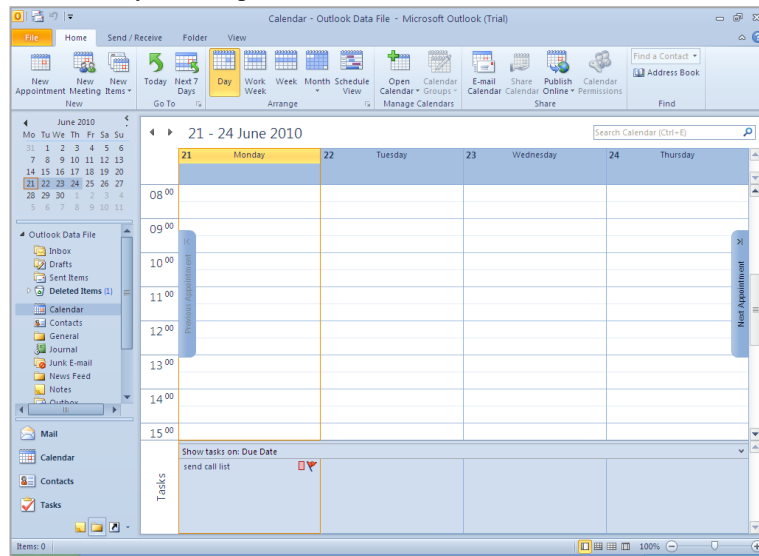 Calendar - Outlook Data File - Microsoft Outlook (Trial)
File Home Send / Receive Folder View
New Appointment New Meeting New Items
Today Next 7 Days
Day Work Week Week Month Schedule View
Open Calendar Calendar Groups
E-mail Calendar Share Calendar Publish Online Calendar Permissions
Find a Contact
Address Book
New Go To Arrange Manage Calendars Share Find
June 2010
Mo Tu We Th Fr Sa Su
31 1 2 3 4 5 6
7 8 9 10 11 12 13
14 15 16 17 18 19 20
21 22 23 24 25 26 27
28 29 30 1 2 3 4
5 6 7 8 9 10 11
Outlook Data File
Inbox
Drafts
Sent Items
Deleted Items (1)
Calendar
Contacts
General
Journal
Junk E-mail
News Feed
Notes
Outbox
Mail
Calendar
Contacts
Tasks
21 - 24 June 2010
Search Calendar (Ctrl+E)
21 Monday 22 Tuesday 23 Wednesday 24 Thursday
08 00
09 00
10 00
11 00
12 00
13 00
14 00
15 00
Previous Appointment
Next Appointment
Show tasks on: Due Date
send call list
Tasks
Items: 0
100%